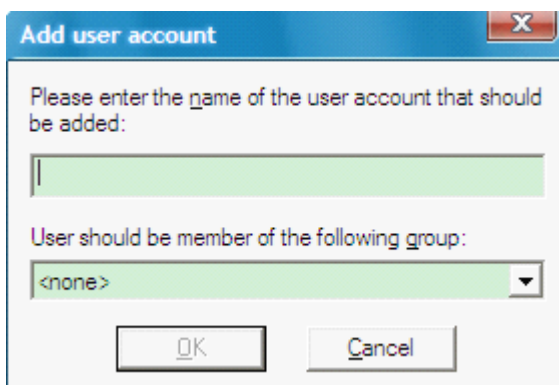 Add user account
X
Please enter the name of the user account that should
be added:
User should be member of the following group:
<none>
OK
Cancel